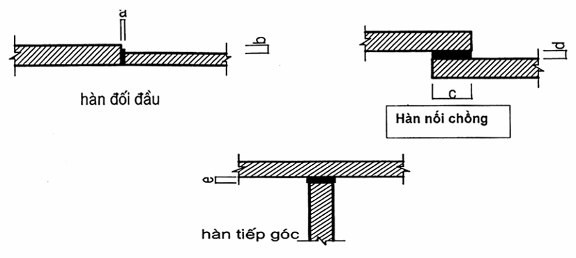 a
b
d
hàn đối đầu
c
Hàn nối chồng
e
hàn tiếp góc